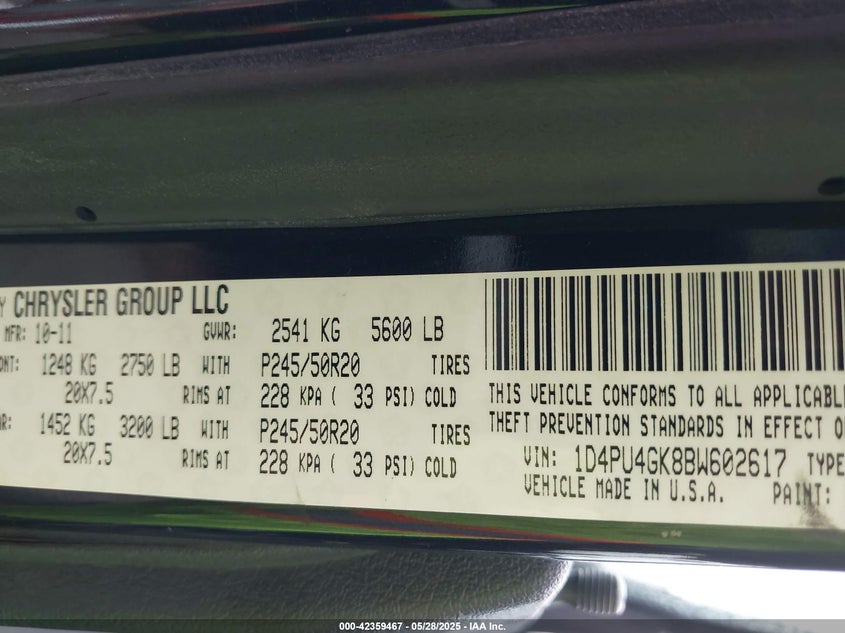 Y CHRYSLER GROUP LLC
MFR: 10-11 GVWR: 2541 KG 5600 LB
ONT: 1248 KG 2750 LB WITH P245/50R20 TIRES
20X7.5 RIMS AT 228 KPA ( 33 PSI) COLD
AR: 1452 KG 3200 LB WITH P245/50R20 TIRES
20X7.5 RIMS AT 228 KPA ( 33 PSI) COLD
THIS VEHICLE CONFORMS TO ALL APPLICABLE
THEFT PREVENTION STANDARDS IN EFFECT O
VIN: 1D4PU4GK8BW602617 TYPE
VEHICLE MADE IN U.S.A. PAINT:
000-42359467 - 05/28/2025 - IAA Inc.